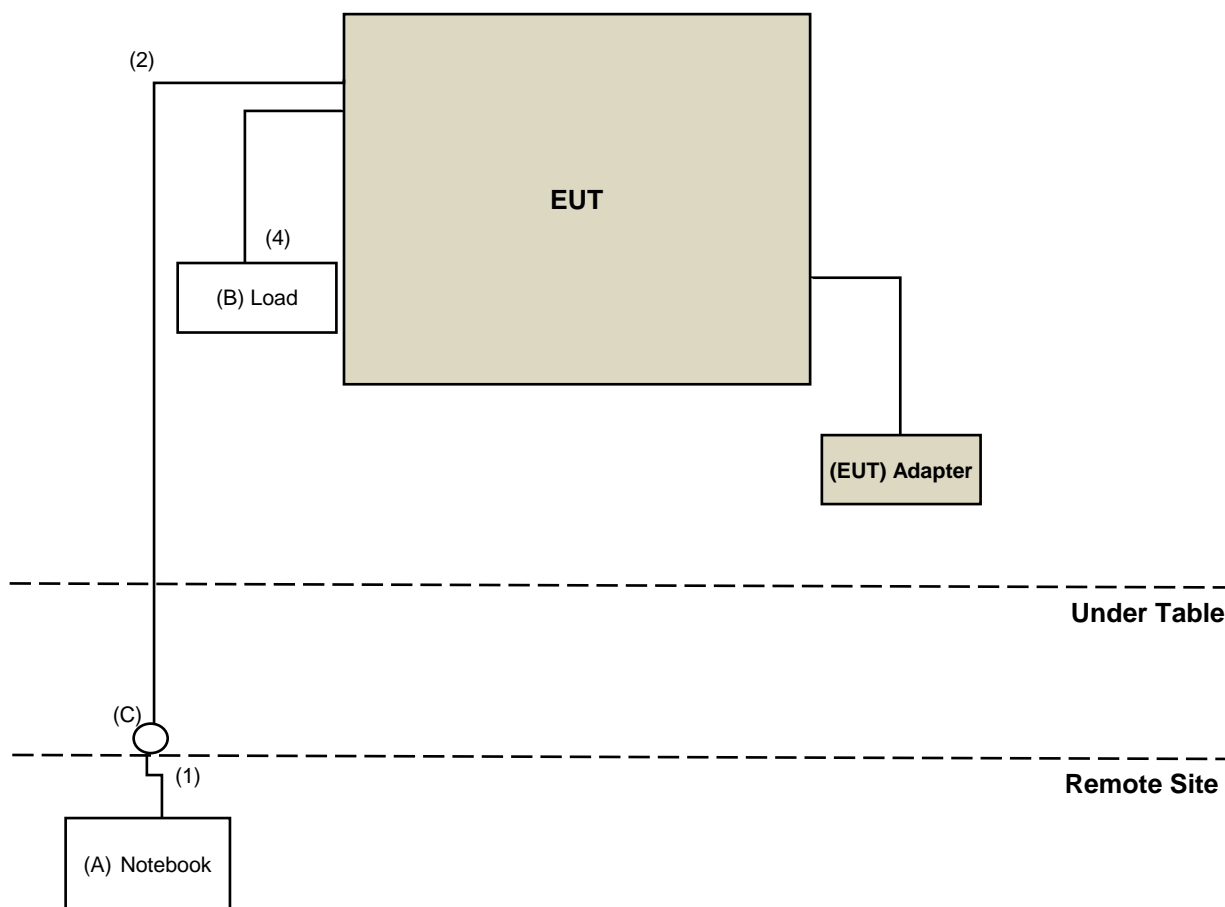 (2)
EUT
(4)
(B) Load
(EUT) Adapter
Under Table
(C)
(1)
Remote Site
(A) Notebook